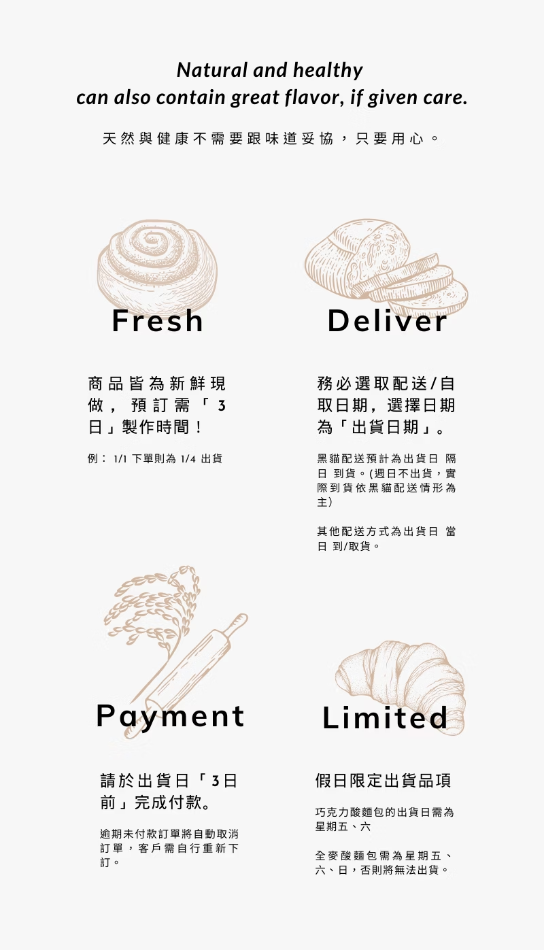 Natural and healthy
can also contain great flavor, if given care.
天然與健康不需要跟味道妥協，只要用心。
Fresh
商品皆為新鮮現
做，預訂需「3
日」製作時間！
例： 1/1 下單則為 1/4 出貨
Deliver
務必選取配送/自
取日期，選擇日期
為「出貨日期」。
黑貓配送預計為出貨日 隔
日 到貨。(週日不出貨，實
際到貨依黑貓配送情形為
主)
其他配送方式為出貨日 當
日 到/取貨。
Payment
請於出貨日「3日
前」完成付款。
逾期未付款訂單將自動取消
訂單，客戶需自行重新下
訂。
Limited
假日限定出貨品項
巧克力酸麵包的出貨日需為
星期五、六
全麥酸麵包需為星期五、
六、日，否則將無法出貨。